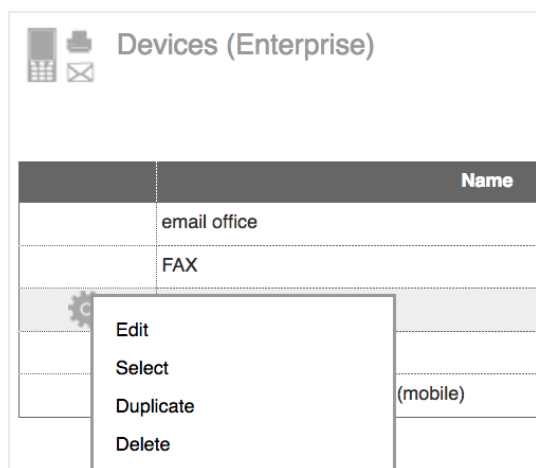 Devices (Enterprise)
Name
email office
FAX
Edit
Select
Duplicate
(mobile)
Delete